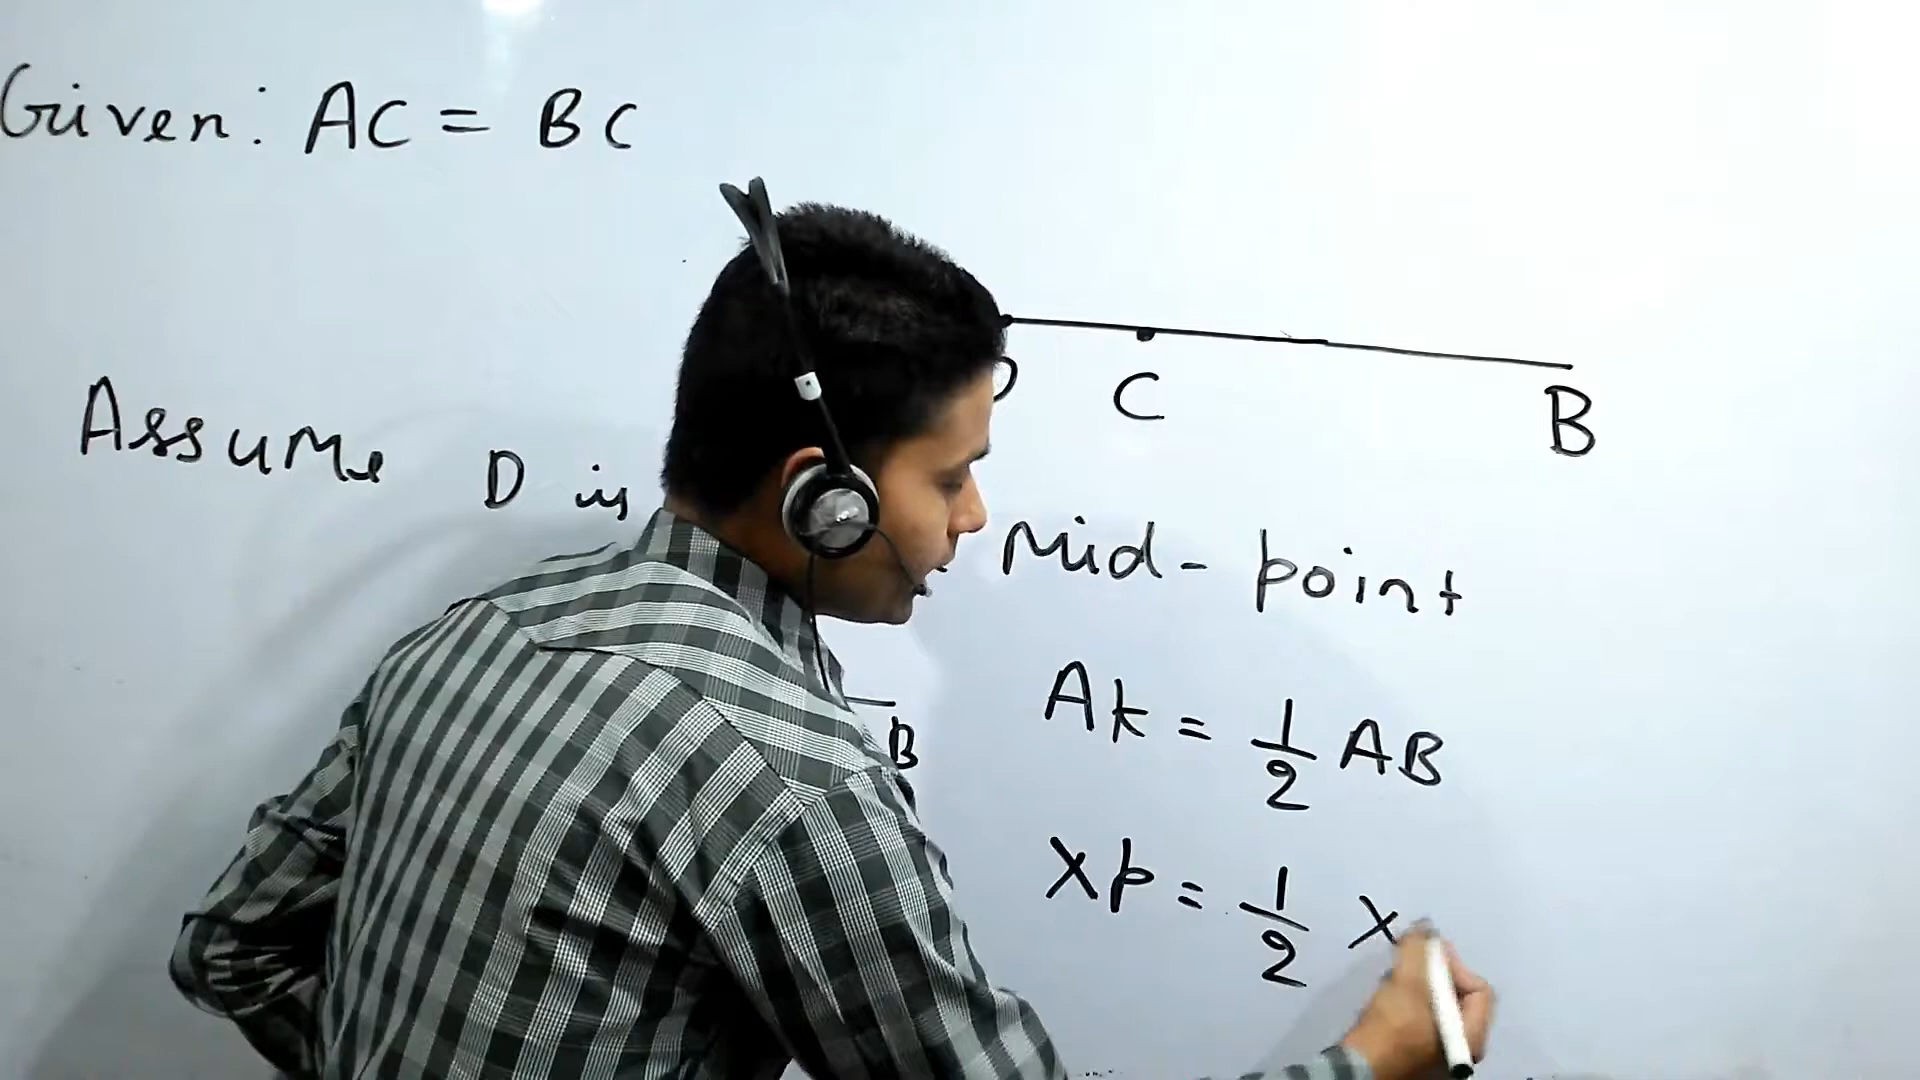 Given: AC = BC
C
B
Assume D is
Mid-point
B
Ak = 1/2 AB
Xp = 1/2 X